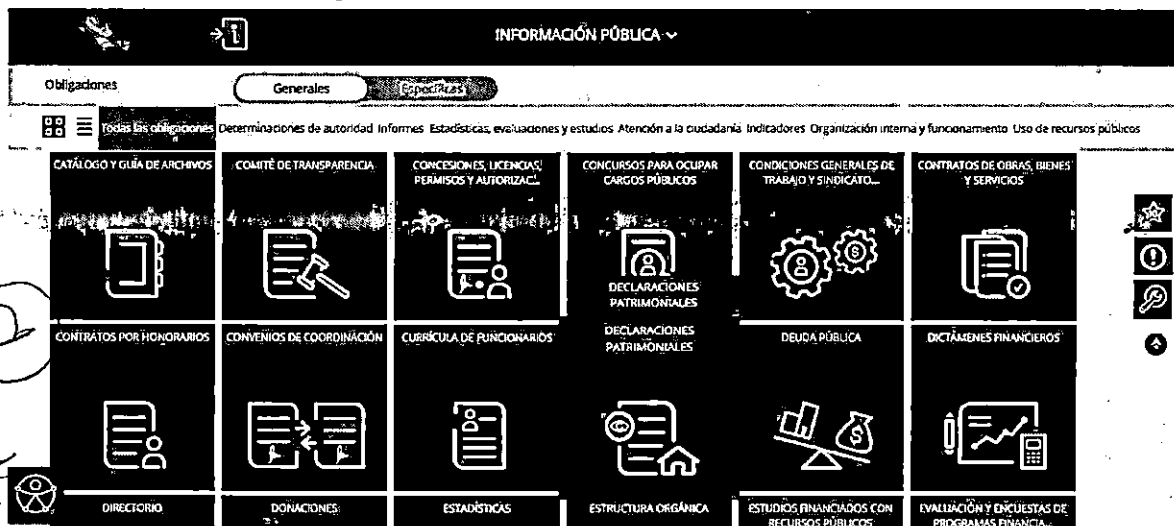 INFORMACIÓN PÚBLICA
Obligaciones
Generales
Específicas
Todas las obligaciones
Determinaciones de autoridad
Informes
Estadísticas, evaluaciones y estudios
Atención a la ciudadanía
Indicadores
Organización interna y funcionamiento
Uso de recursos públicos
CATÁLOGO Y GUÍA DE ARCHIVOS
COMITÉ DE TRANSPARENCIA
CONCESIONES, LICENCIAS,
PERMISOS Y AUTORIZAC...
CONCURSOS PARA OCUPAR
CARGOS PÚBLICOS
CONDICIONES GENERALES DE
TRABAJO Y SINDICATO...
CONTRATOS DE OBRAS, BIENES
Y SERVICIOS
DECLARACIONES
PATRIMONIALES
CONTRATOS POR HONORARIOS
CONVENIOS DE COORDINACIÓN
CURRÍCULA DE FUNCIONARIOS
DECLARACIONES
PATRIMONIALES
DEUDA PÚBLICA
DICTÁMENES FINANCIEROS
DIRECTORIO
DONACIONES
ESTADÍSTICAS
ESTRUCTURA ORGÁNICA
ESTUDIOS FINANCIADOS CON
RECURSOS PÚBLICOS
EVALUACIÓN Y ENCUESTAS DE
PROGRAMAS FINANCIA...